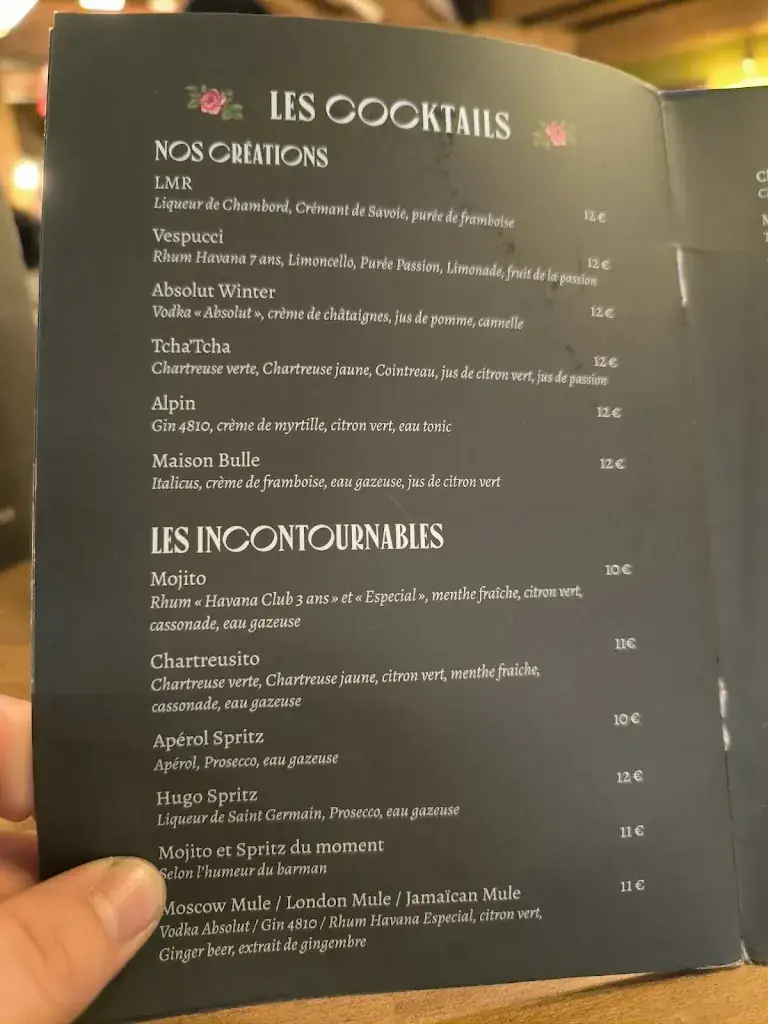 LES COCKTAILS
NOS CRÉATIONS
LMR
Liqueur de Chambord, Crémant de Savoie, purée de framboise 12 €
Vespucci
Rhum Havana 7 ans, Limoncello, Purée Passion, Limonade, fruit de la passion 12 €
Absolut Winter 12 €
Vodka « Absolut », crème de châtaignes, jus de pomme, cannelle
Tcha'Tcha 12 €
Chartreuse verte, Chartreuse jaune, Cointreau, jus de citron vert, jus de passion
Alpin 12 €
Gin 4810, crème de myrtille, citron vert, eau tonic
Maison Bulle 12 €
Italicus, crème de framboise, eau gazeuse, jus de citron vert
LES INCONTOURNABLES
Mojito 10 €
Rhum « Havana Club 3 ans » et « Especial », menthe fraîche, citron vert,
cassonade, eau gazeuse
Chartreusito 11€
Chartreuse verte, Chartreuse jaune, citron vert, menthe fraiche,
cassonade, eau gazeuse
Apérol Spritz 10 €
Apérol, Prosecco, eau gazeuse
Hugo Spritz 12 €
Liqueur de Saint Germain, Prosecco, eau gazeuse
Mojito et Spritz du moment 11 €
Selon l'humeur du barman
Moscow Mule / London Mule / Jamaïcan Mule 11 €
Vodka Absolut / Gin 4810 / Rhum Havana Especial, citron vert,
Ginger beer, extrait de gingembre